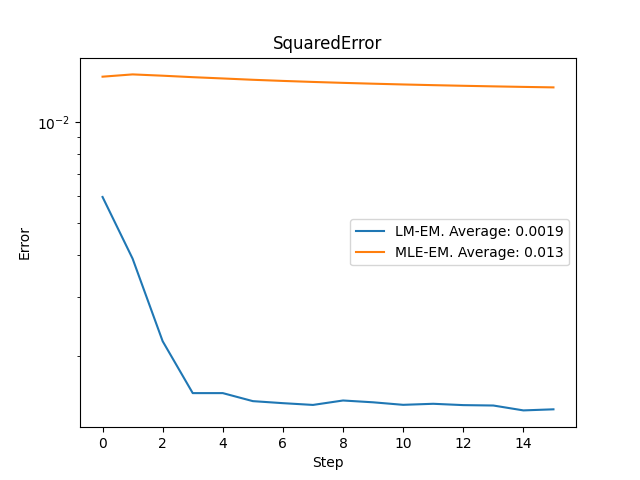 SquaredError
10⁻²
Error
LM-EM. Average: 0.0019
MLE-EM. Average: 0.013
0 2 4 6 8 10 12 14
Step